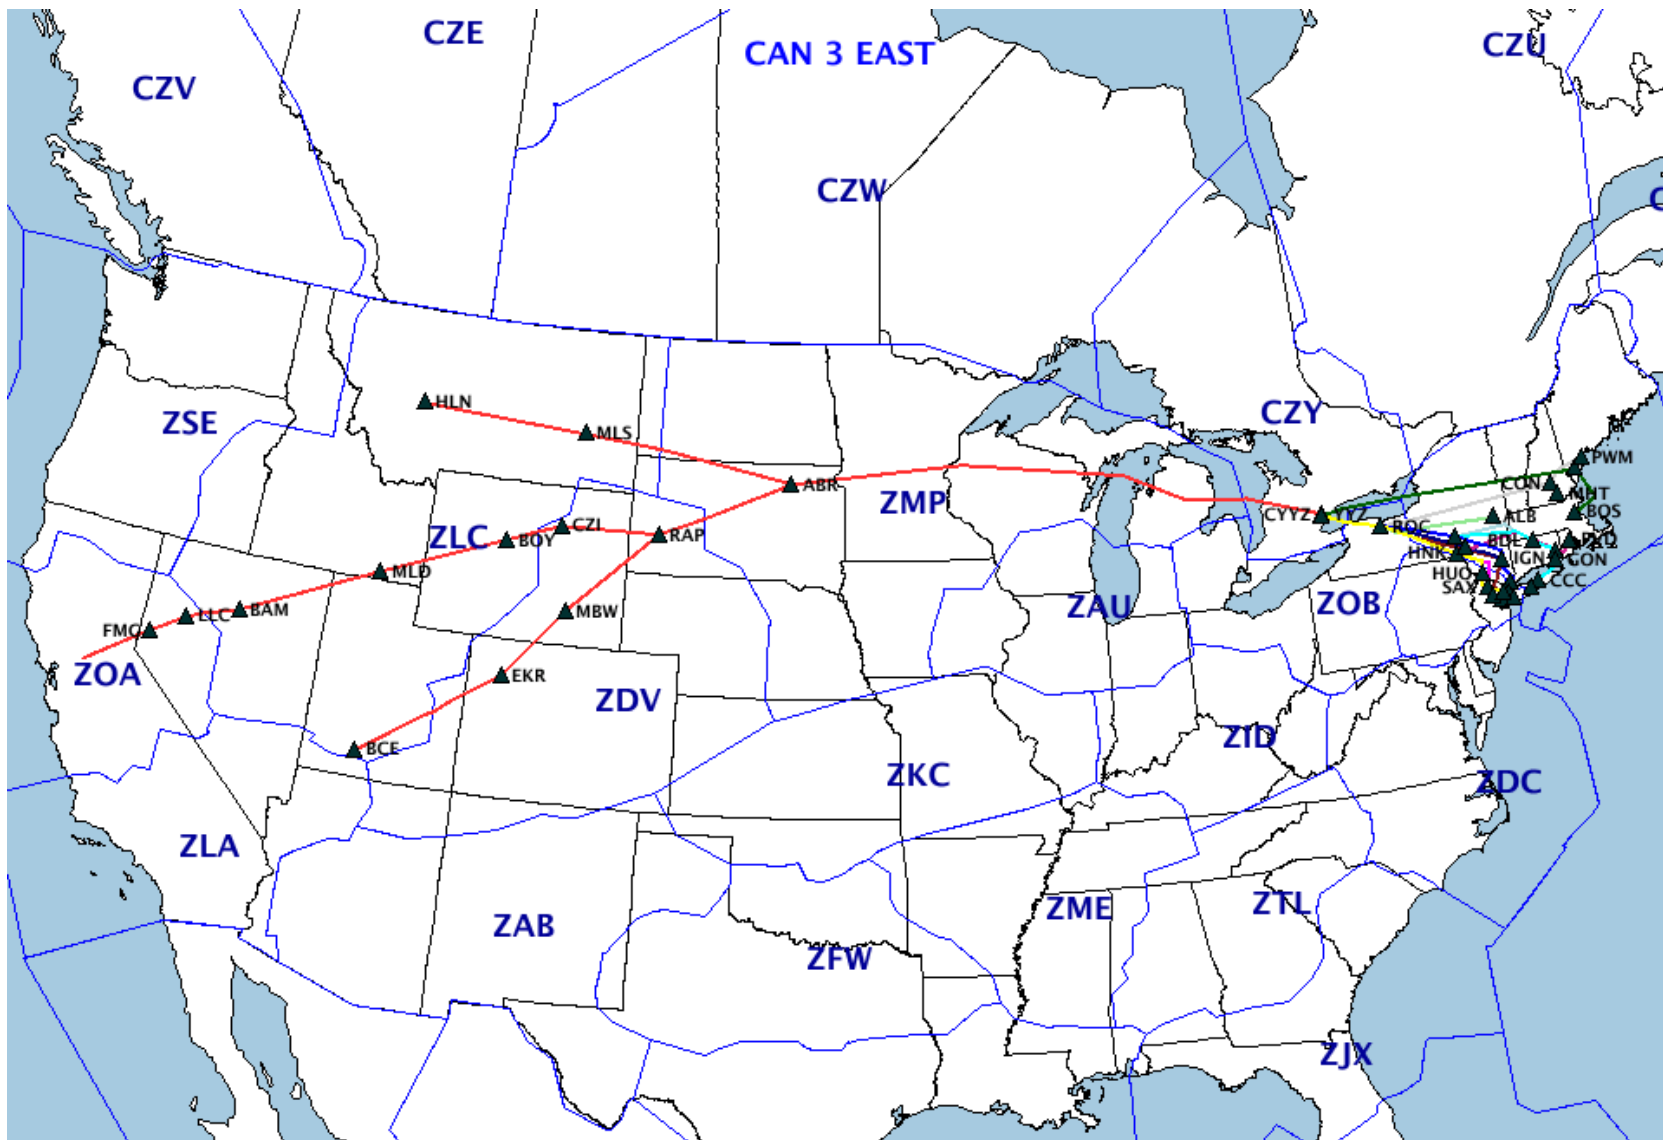 CZE
CAN 3 EAST
CZU
CZV
CZW
HLN
MLS
ZSE
CZY
PWM
CON
MHT
ABR
ZMP
BOS
CYYZ
YYZ
ALB
ROC
CZI
ZLC
BOY
RAP
BDL
HNK
IGN
GON
MLD
HUO
CCC
SAX
ZAU
ZOB
BAM
LLC
MBW
FMG
ZOA
EKR
ZDV
BCE
ZID
ZKC
ZDC
ZLA
ZAB
ZME
ZTL
ZFW
ZJX